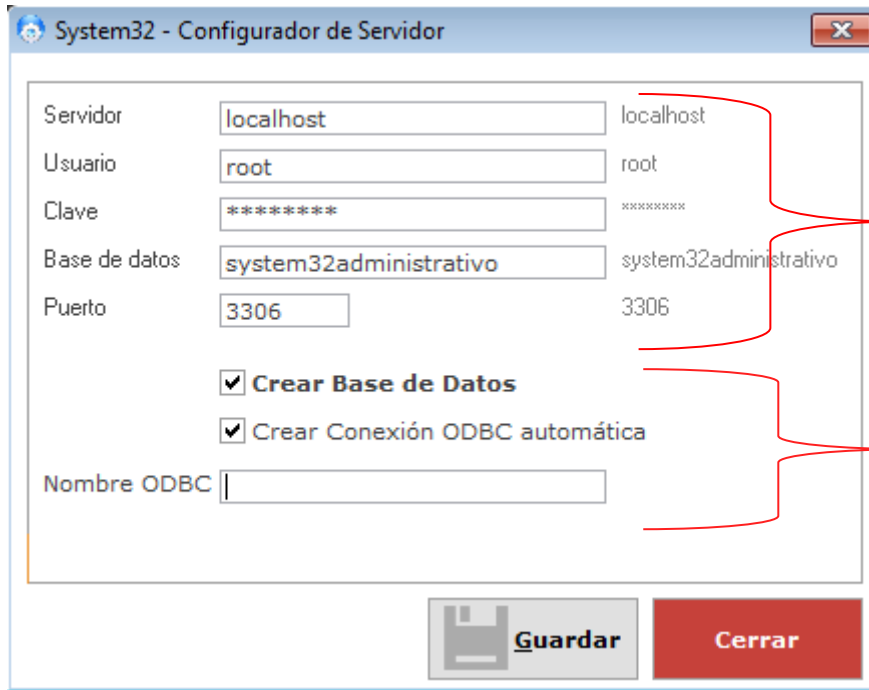 System32 - Configurador de Servidor
Servidor localhost localhost
Usuario root root
Clave ******** ********
Base de datos system32administrativo system32administrativo
Puerto 3306 3306
Crear Base de Datos
Crear Conexión ODBC automática
Nombre ODBC
Guardar Cerrar